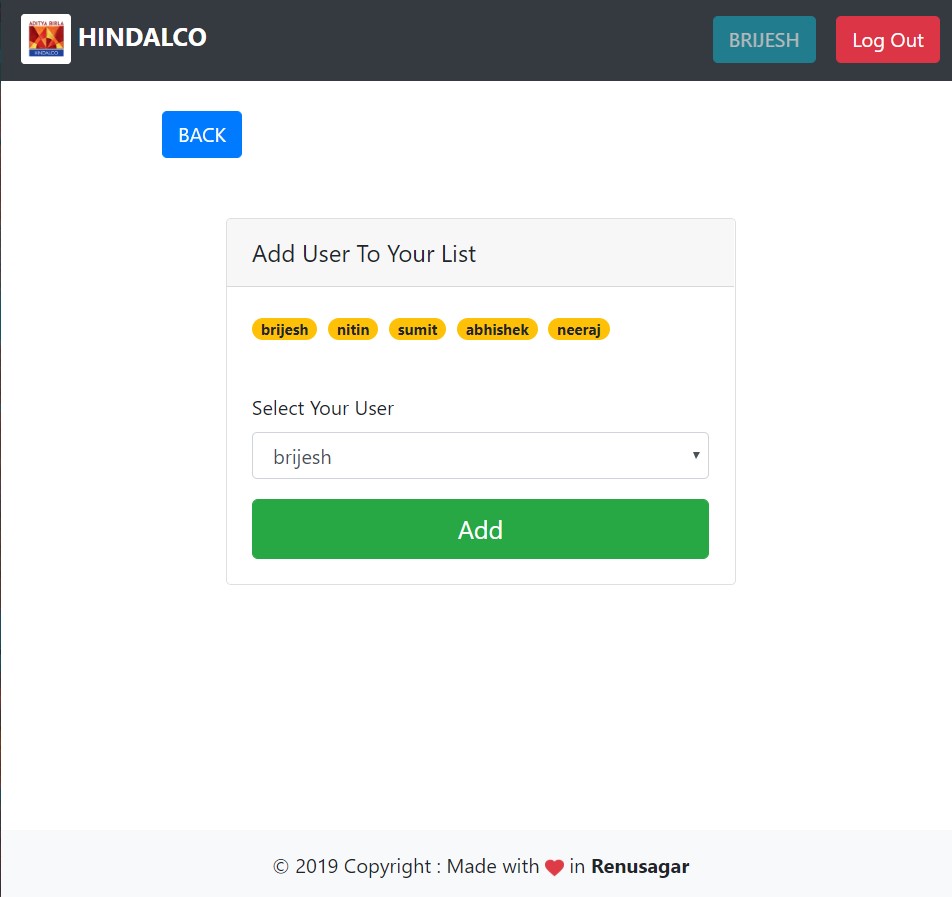 ADITYA BIRLA
HINDALCO
HINDALCO
BRIJESH
Log Out
BACK
Add User To Your List
brijesh nitin sumit abhishek neeraj
Select Your User
brijesh
Add
© 2019 Copyright : Made with ❤ in Renusagar